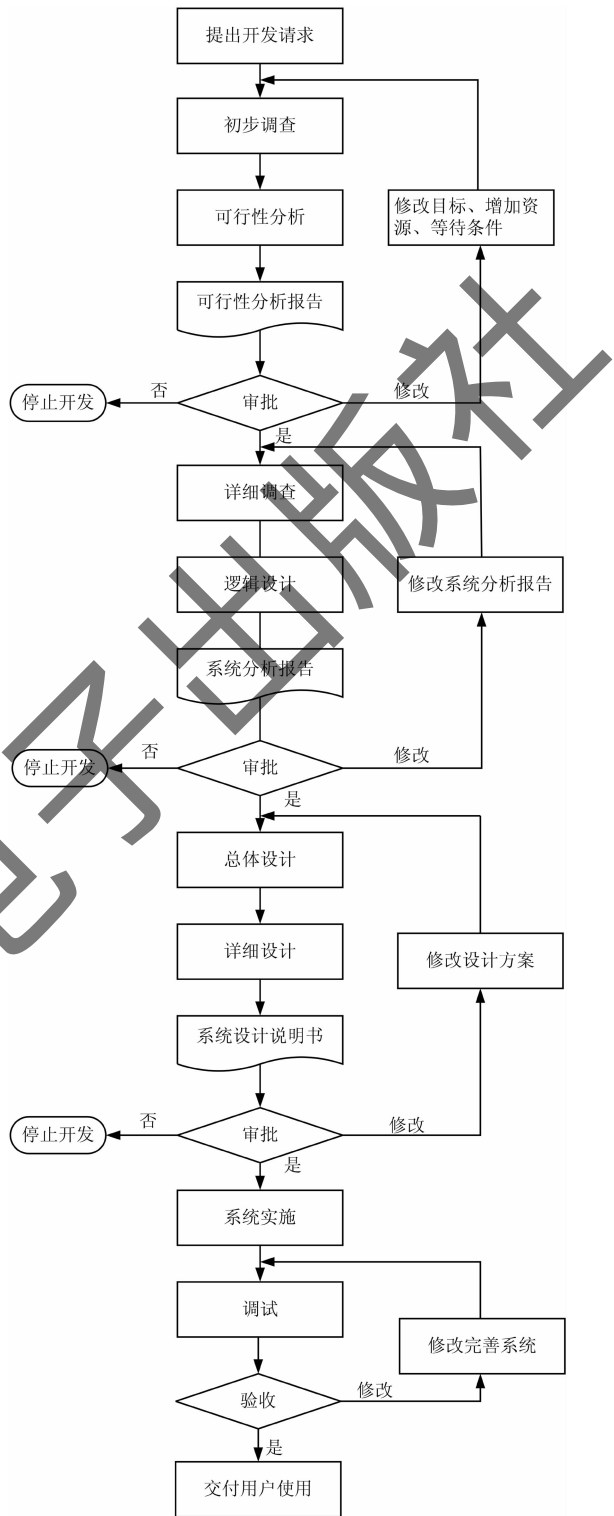 提出开发请求
初步调查
可行性分析
修改目标、增加资
源、等待条件
可行性分析报告
停止开发
否
审批
修改
是
详细调查
逻辑设计
修改系统分析报告
系统分析报告
停止开发
否
审批
修改
是
总体设计
详细设计
修改设计方案
系统设计说明书
停止开发
否
审批
修改
是
系统实施
调试
修改完善系统
验收
修改
是
交付用户使用
电子出版社